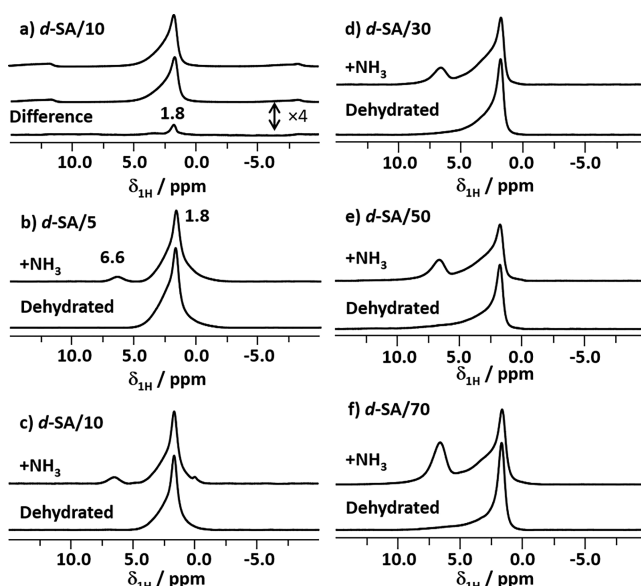 a) d-SA/10
Difference
1.8
×4
10.0 5.0 0.0 -5.0
δ1H / ppm
b) d-SA/5
1.8
6.6
+NH3
Dehydrated
10.0 5.0 0.0 -5.0
δ1H / ppm
c) d-SA/10
+NH3
Dehydrated
10.0 5.0 0.0 -5.0
δ1H / ppm
d) d-SA/30
+NH3
Dehydrated
10.0 5.0 0.0 -5.0
δ1H / ppm
e) d-SA/50
+NH3
Dehydrated
10.0 5.0 0.0 -5.0
δ1H / ppm
f) d-SA/70
+NH3
Dehydrated
10.0 5.0 0.0 -5.0
δ1H / ppm